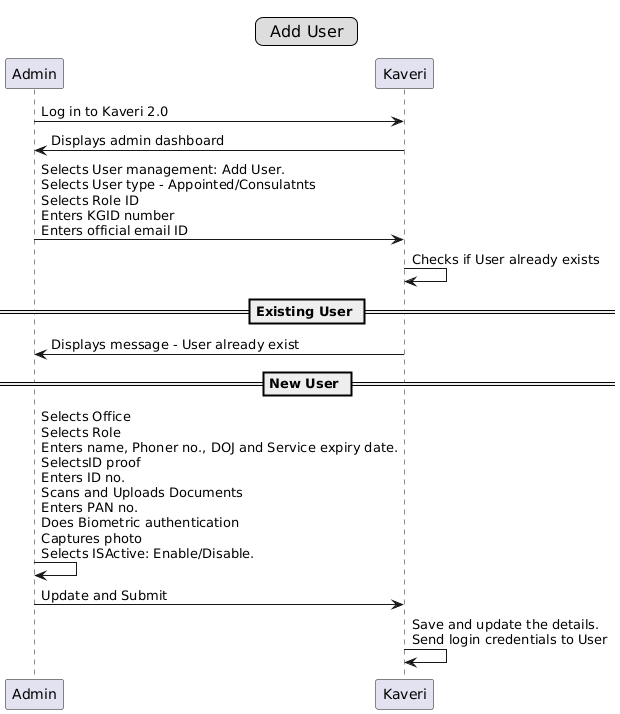 Add User
Admin
Kaveri
Log in to Kaveri 2.0
Displays admin dashboard
Selects User management: Add User.
Selects User type - Appointed/Consulatnts
Selects Role ID
Enters KGID number
Enters official email ID
Checks if User already exists
Existing User
Displays message - User already exist
New User
Selects Office
Selects Role
Enters name, Phoner no., DOJ and Service expiry date.
SelectsID proof
Enters ID no.
Scans and Uploads Documents
Enters PAN no.
Does Biometric authentication
Captures photo
Selects ISActive: Enable/Disable.
Update and Submit
Save and update the details.
Send login credentials to User
Admin
Kaveri